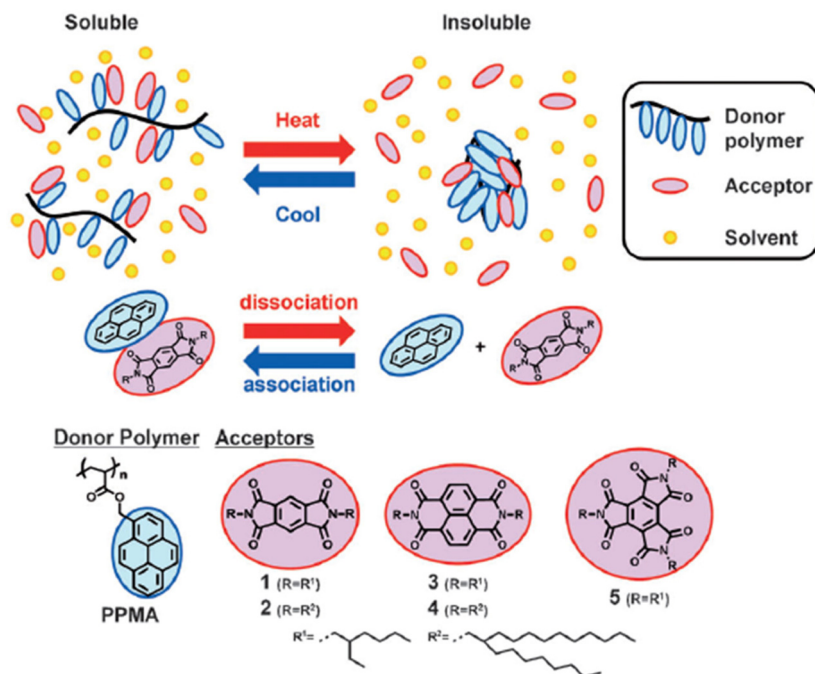 Soluble
Insoluble
Heat
Cool
Donor
polymer
Acceptor
Solvent
dissociation
association
+
O
O
N-R
R-N
O
O
O
O
N-R
R-N
O
O
Donor Polymer
Acceptors
n
O
O
PPMA
O
O
R-N
N-R
O
O
1 (R=R¹)
2 (R=R²)
O
O
R-N
N-R
O
O
3 (R=R¹)
4 (R=R²)
R
O
N
O
O
R-N
O
O
N
O
R
5 (R=R¹)
R¹=
R²=